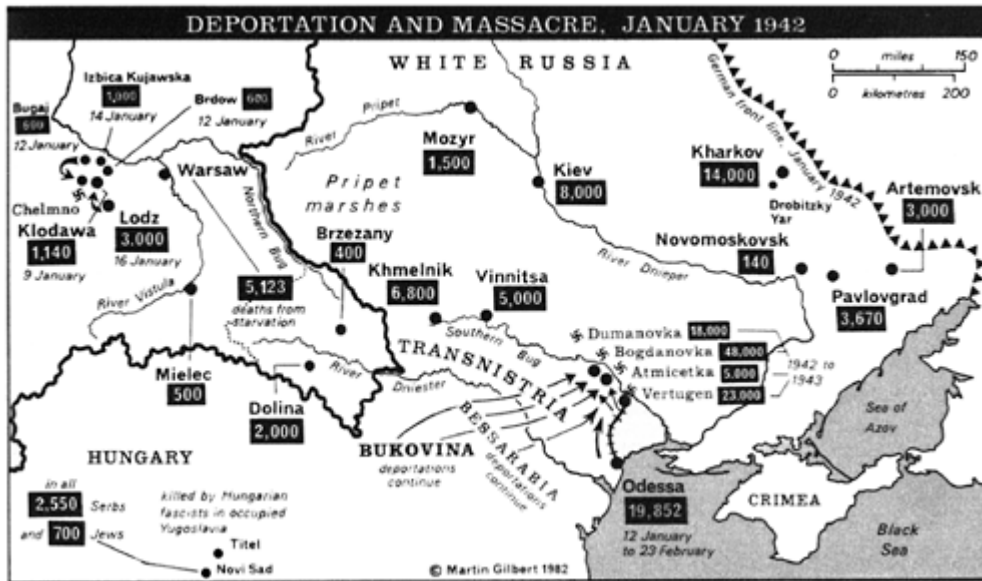 DEPORTATION AND MASSACRE, JANUARY 1942
0 miles 150
0 kilometres 200
WHITE RUSSIA
German front line, January 1942
Izbica Kujawska
1,000
14 January
Brdow 600
12 January
Bugaj
600
12 January
Chelmno
Klodawa
1,140
9 January
Lodz
3,000
16 January
Warsaw
5,123
deaths from
starvation
River Vistula
Northern Bug
River Pripet
Pripet
marshes
Mozyr
1,500
Kiev
8,000
Kharkov
14,000
Drobitzky
Yar
Artemovsk
3,000
Novomoskovsk
140
Pavlovgrad
3,670
River Dnieper
Brzezany
400
Khmelnik
6,800
Vinnitsa
5,000
Southern Bug
Dumanovka 18,000
Bogdanovka 48,000
Atmicetka 5,000
Vertugen 23,000
1942 to
1943
TRANSNISTRIA
River Dniester
Mielec
500
Dolina
2,000
BUKOVINA
deportations
continue
BESSARABIA
deportations
continue
Odessa
19,852
12 January
to 23 February
Sea of
Azov
CRIMEA
Black
Sea
HUNGARY
in all
2,550 Serbs
and 700 Jews
killed by Hungarian
fascists in occupied
Yugoslavia
Titel
Novi Sad
© Martin Gilbert 1982